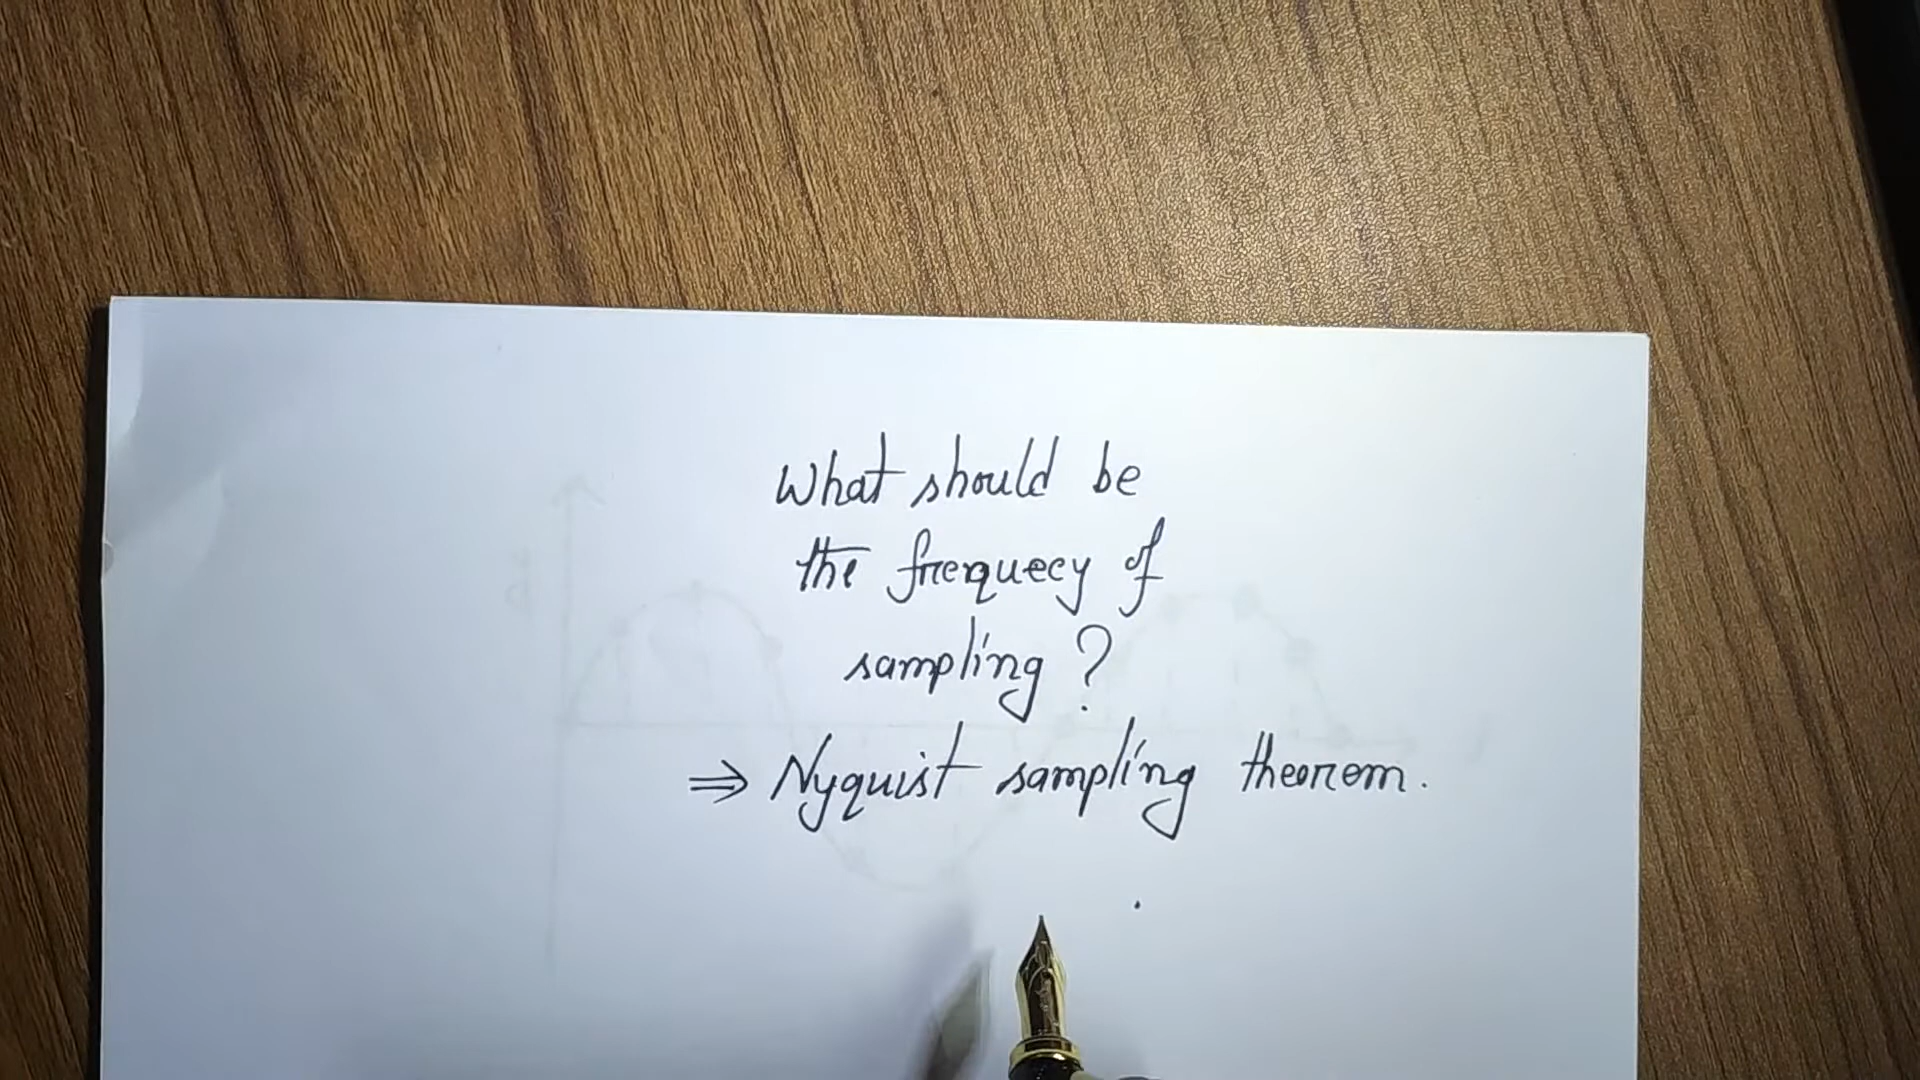 What should be
the frequecy of
sampling ?
⇒ Nyquist sampling theorem.